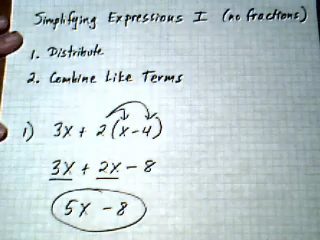 Simplifying Expressions I (no fractions)
1. Distribute
2. Combine Like Terms
1) 3x + 2(x-4)
3x + 2x - 8
5x - 8